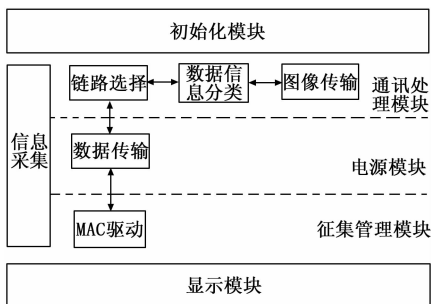 初始化模块
链路选择
数据信
息分类
图像传输
通讯处
理模块
信息
采集
数据传输
电源模块
MAC驱动
征集管理模块
显示模块